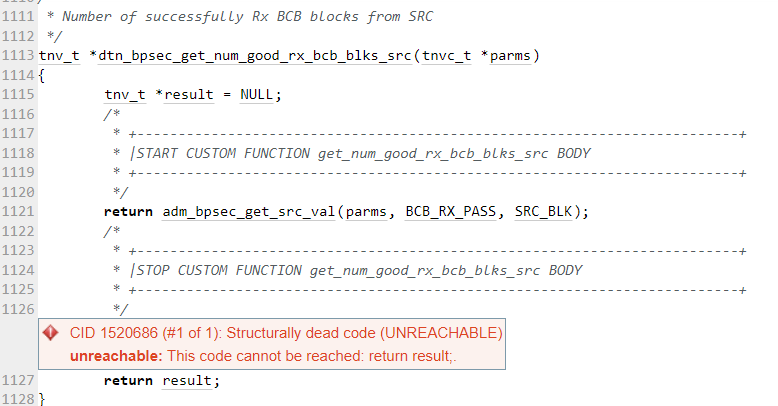 1111 * Number of successfully Rx BCB blocks from SRC
1112 */
1113 tnv_t *dtn_bpsec_get_num_good_rx_bcb_blks_src(tnvc_t *parms)
1114 {
1115 tnv_t *result = NULL;
1116 /*
1117 * +-------------------------------------------------------------------------+
1118 * |START CUSTOM FUNCTION get_num_good_rx_bcb_blks_src BODY
1119 * +-------------------------------------------------------------------------+
1120 */
1121 return adm_bpsec_get_src_val(parms, BCB_RX_PASS, SRC_BLK);
1122 /*
1123 * +-------------------------------------------------------------------------+
1124 * |STOP CUSTOM FUNCTION get_num_good_rx_bcb_blks_src BODY
1125 * +-------------------------------------------------------------------------+
1126 */
CID 1520686 (#1 of 1): Structurally dead code (UNREACHABLE)
unreachable: This code cannot be reached: return result;.
1127 return result;
1128 }